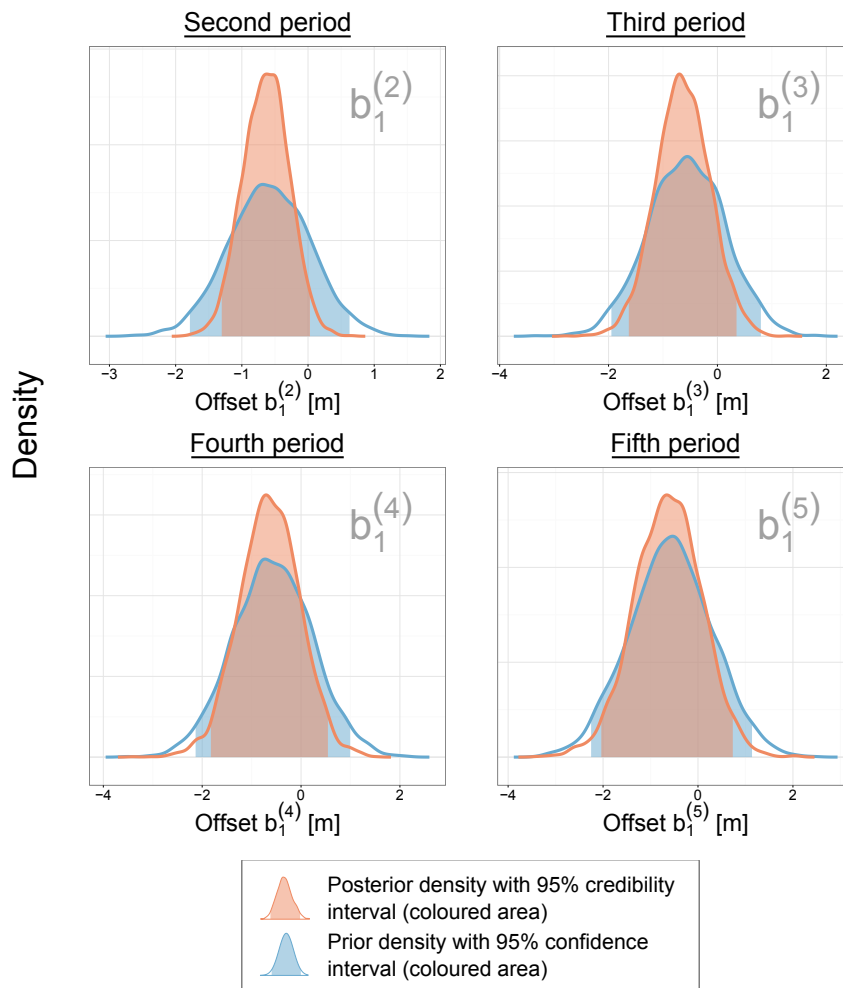 Second period
Third period
b₁⁽²⁾
b₁⁽³⁾
−3 −2 −1 0 1 2
−4 −2 0 2
Offset b₁⁽²⁾ [m]
Offset b₁⁽³⁾ [m]
Density
Fourth period
Fifth period
b₁⁽⁴⁾
b₁⁽⁵⁾
−4 −2 0 2
−4 −2 0 2
Offset b₁⁽⁴⁾ [m]
Offset b₁⁽⁵⁾ [m]
Posterior density with 95% credibility
interval (coloured area)
Prior density with 95% confidence
interval (coloured area)